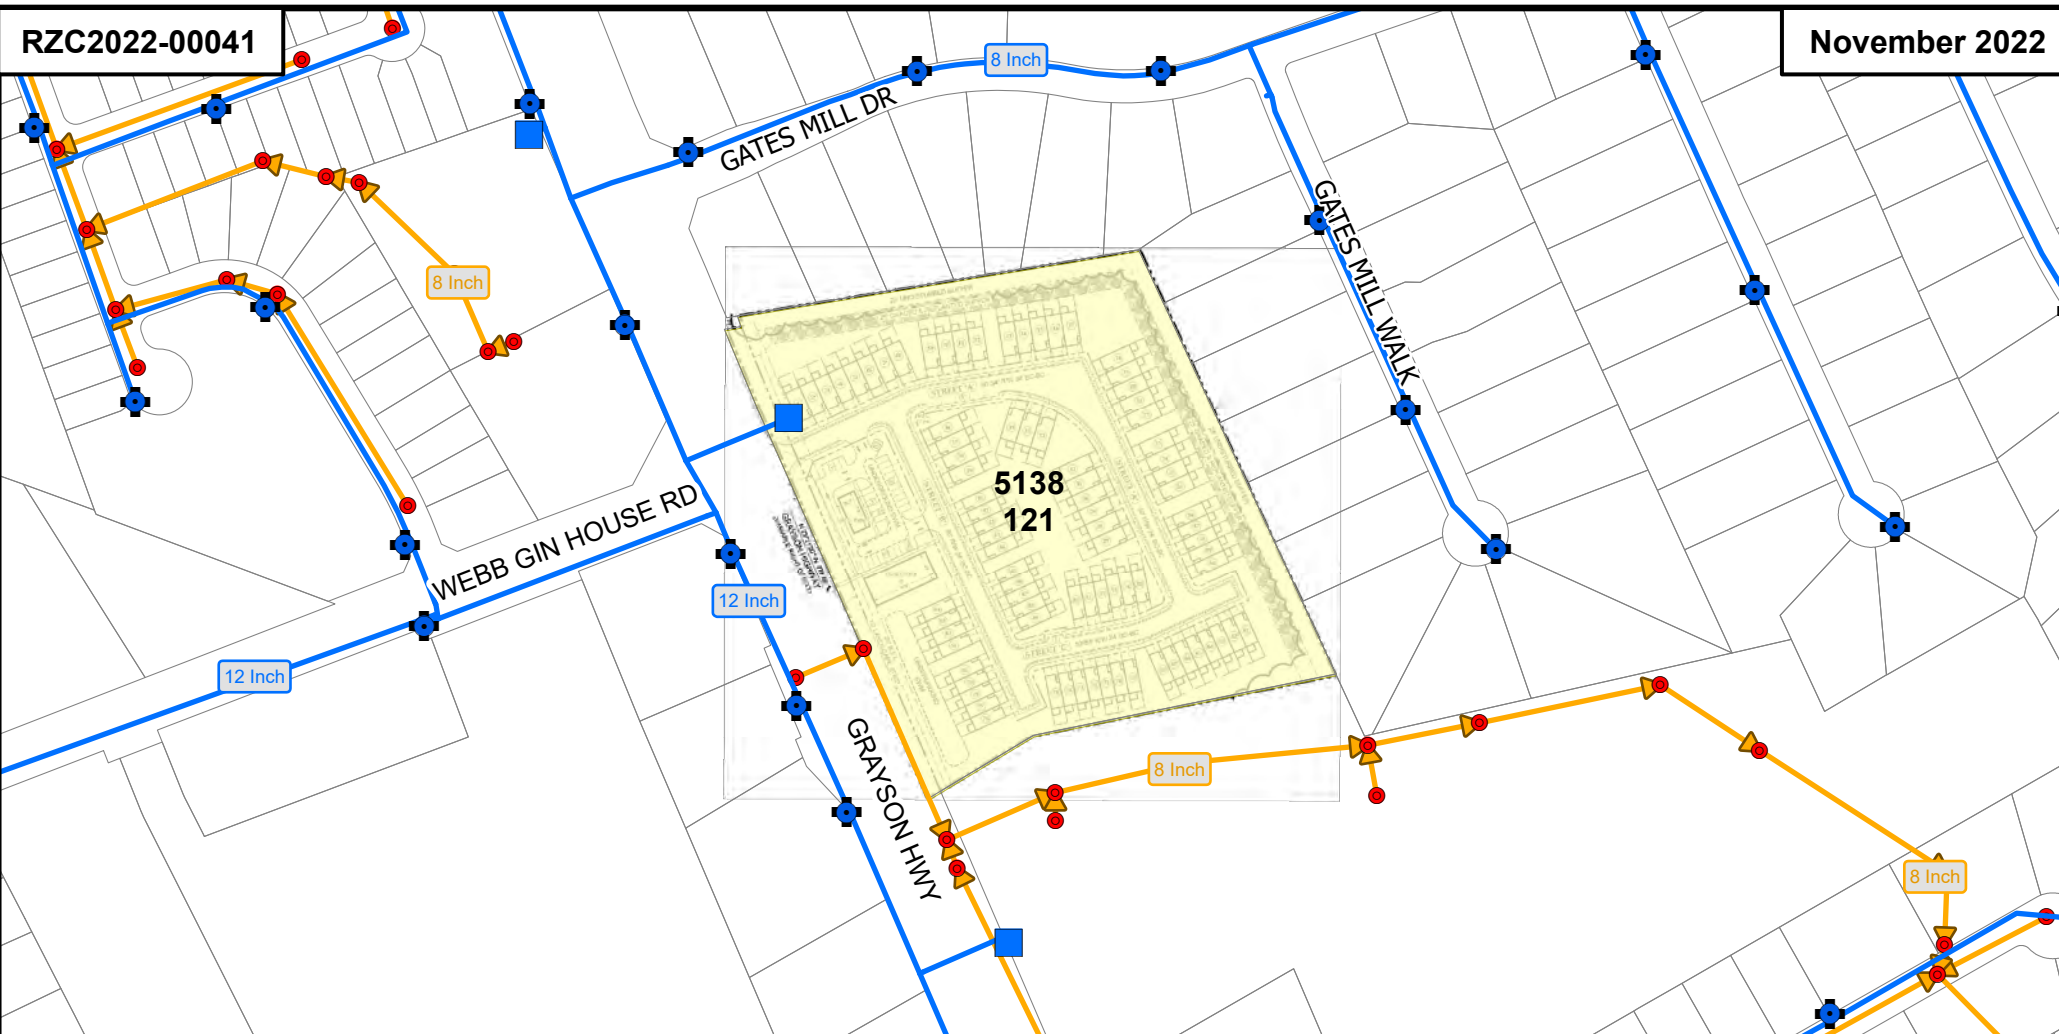 RZC2022-00041
November 2022
8 Inch
GATES MILL DR
GATES MILL WALK
8 Inch
5138
121
WEBB GIN HOUSE RD
12 Inch
12 Inch
GRAYSON HWY
8 Inch
8 Inch